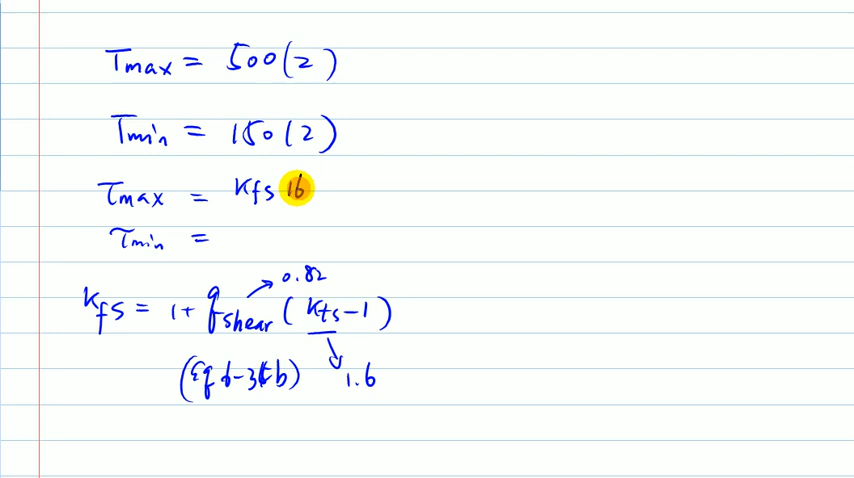 Tmax = 500(2)
Tmin = 150(2)
τmax = Kfs 16
τmin =
0.82
Kfs = 1 + qshear (Kts - 1)
1.6